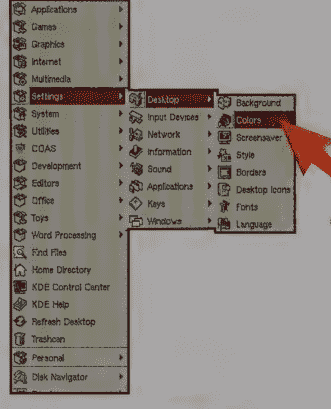 Applications
Games
Graphics
Internet
Multimedia
Settings
System
Utilities
COAS
Development
Editors
Office
Toys
Word Processing
Find Files
Home Directory
KDE Control Center
KDE Help
Refresh Desktop
Trashcan
Personal
Disk Navigator
Desktop
Input Devices
Network
Information
Sound
Applications
Keys
Windows
Background
Colors
Screensaver
Style
Borders
Desktop Icons
Fonts
Language